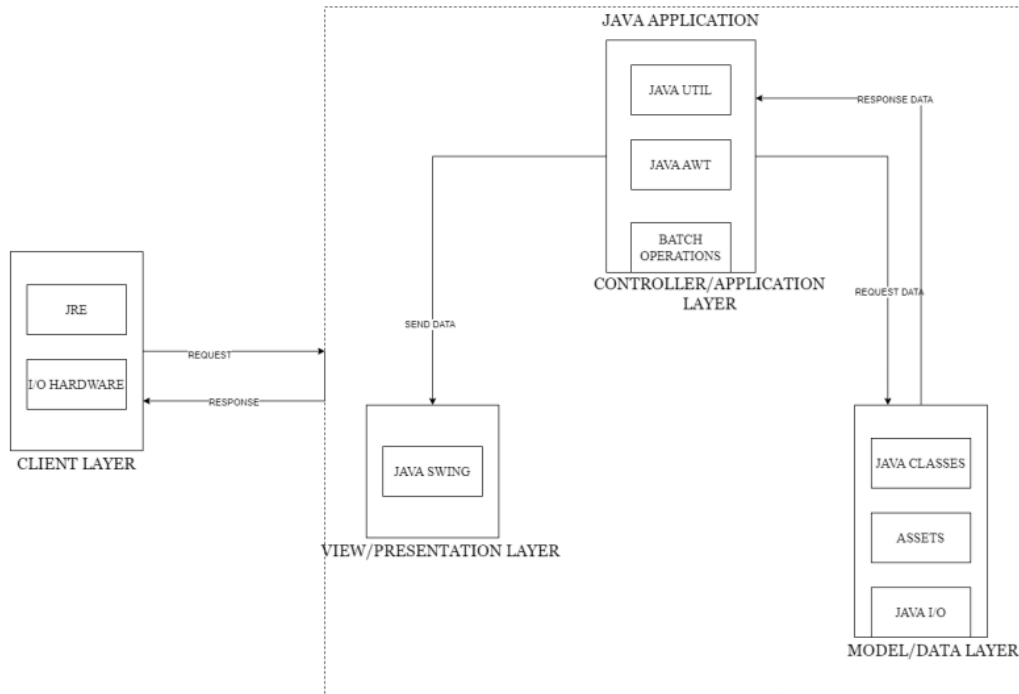 JAVA APPLICATION
JAVA UTIL
RESPONSE DATA
JAVA AWT
BATCH
OPERATIONS
CONTROLLER/APPLICATION
LAYER
REQUEST DATA
JRE
SEND DATA
REQUEST
I/O HARDWARE
RESPONSE
CLIENT LAYER
JAVA SWING
VIEW/PRESENTATION LAYER
JAVA CLASSES
ASSETS
JAVA I/O
MODEL/DATA LAYER